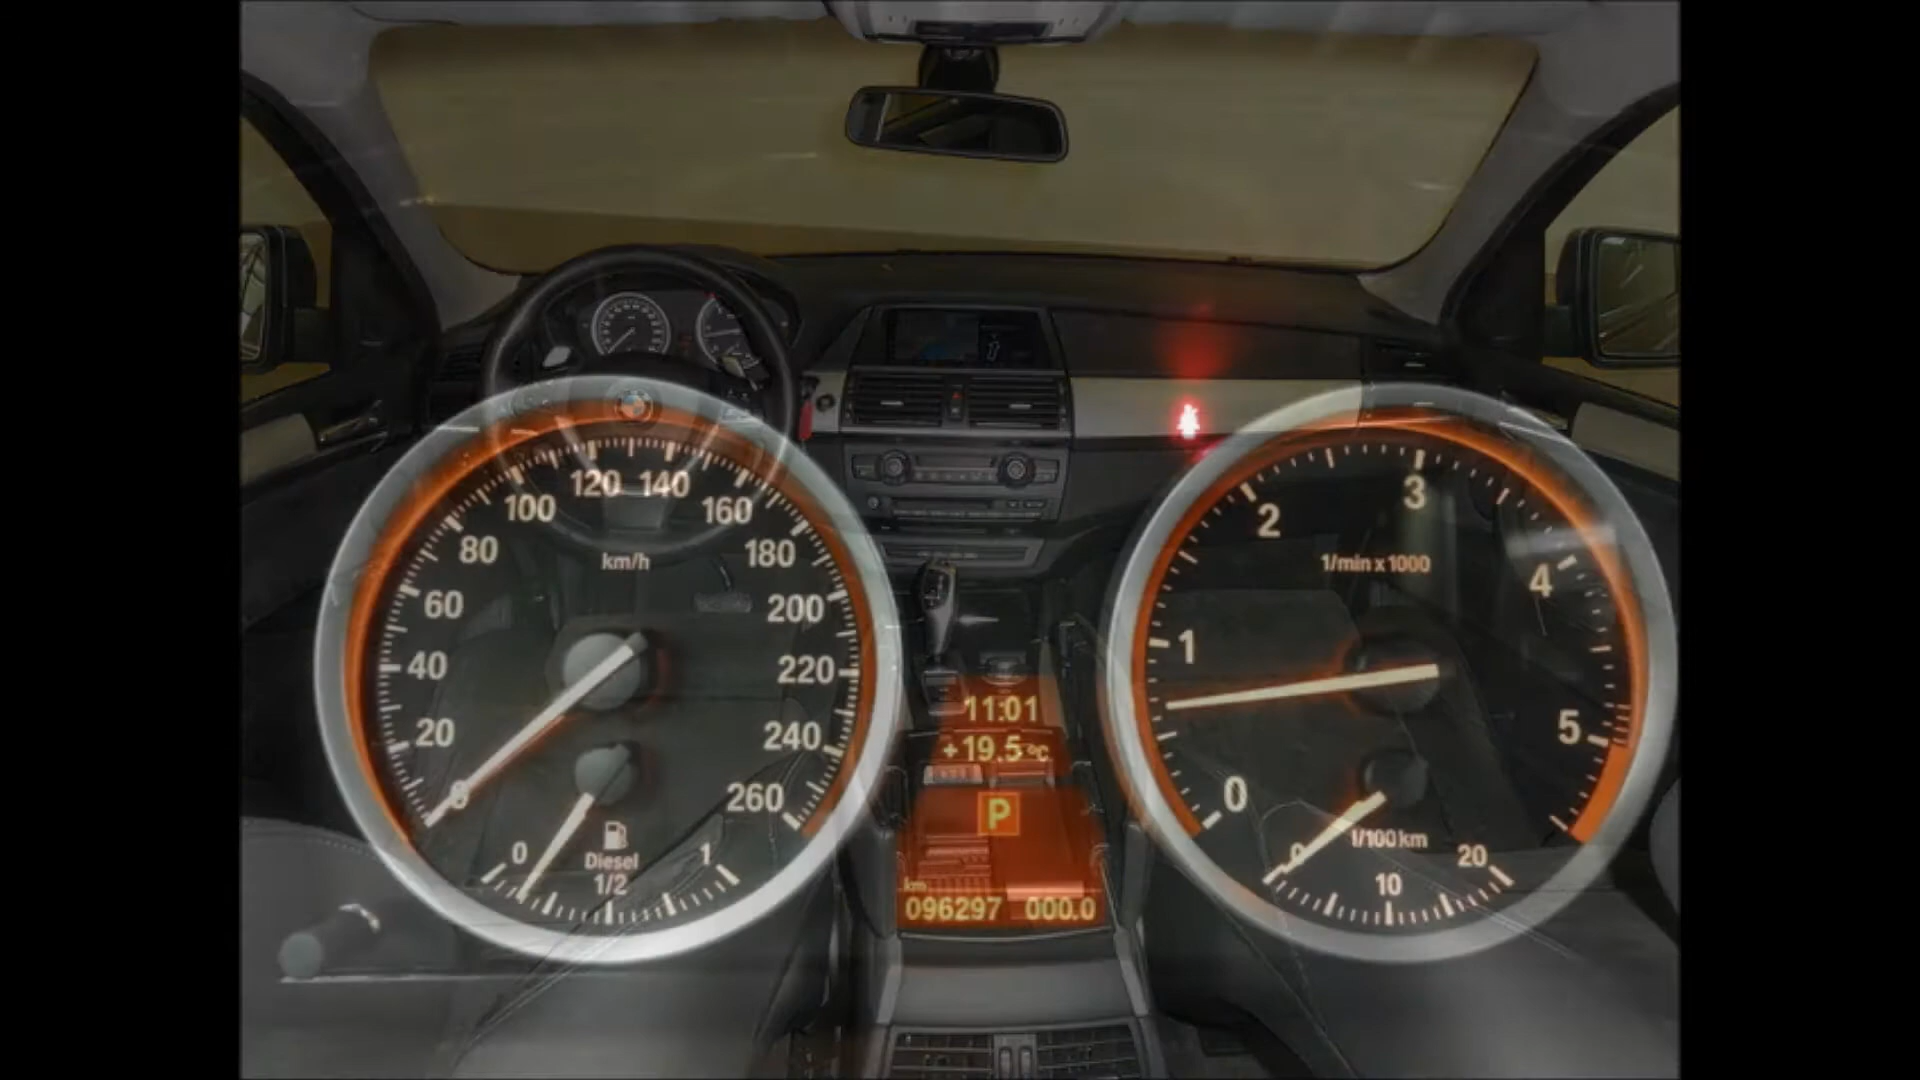 120 140
100 160
km/h
80 180
60 200
40 220
20 240
0 260
0 1
Diesel
1/2
11:01
+19.5 °C
P
km
096297 000.0
3
2
1/min x 1000
4
1
5
0
l/100 km
0 20
10